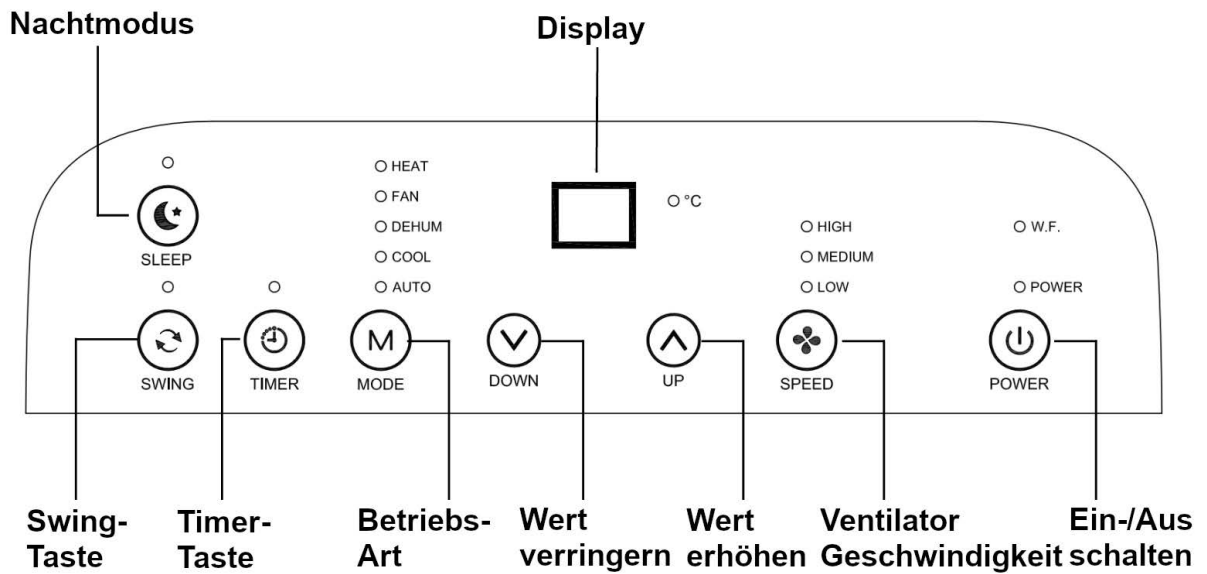 Nachtmodus
Display
HEAT
FAN
DEHUM
COOL
AUTO
°C
HIGH
MEDIUM
LOW
W.F.
POWER
SLEEP
SWING
TIMER
M
MODE
DOWN
UP
SPEED
POWER
Swing-
Taste
Timer-
Taste
Betriebs-
Art
Wert
verringern
Wert
erhöhen
Ventilator
Geschwindigkeit
Ein-/Aus
schalten